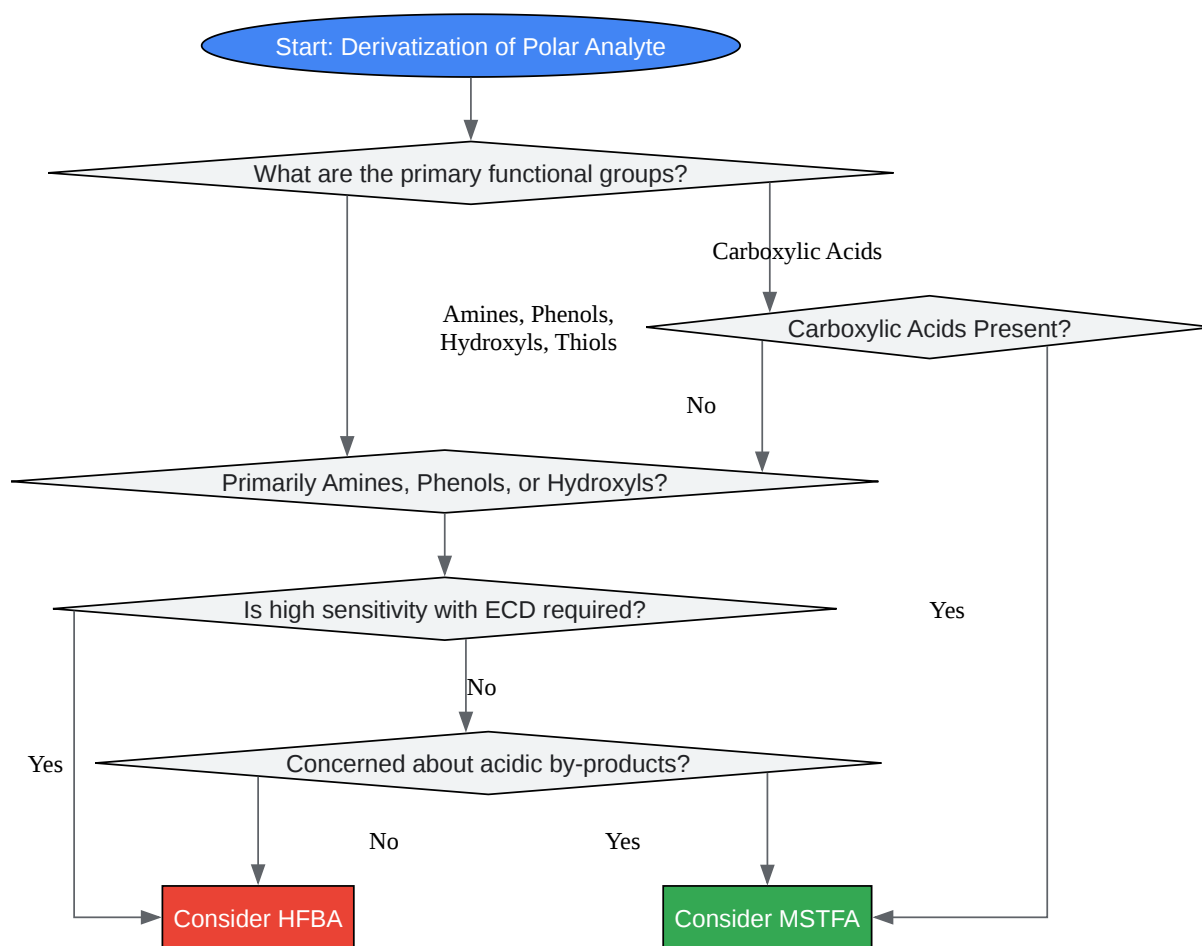 Start: Derivatization of Polar Analyte
What are the primary functional groups?
Carboxylic Acids
Amines, Phenols,
Hydroxyls, Thiols
Carboxylic Acids Present?
No
Primarily Amines, Phenols, or Hydroxyls?
Is high sensitivity with ECD required?
Yes
No
Yes
Concerned about acidic by-products?
No
Yes
Consider HFBA
Consider MSTFA